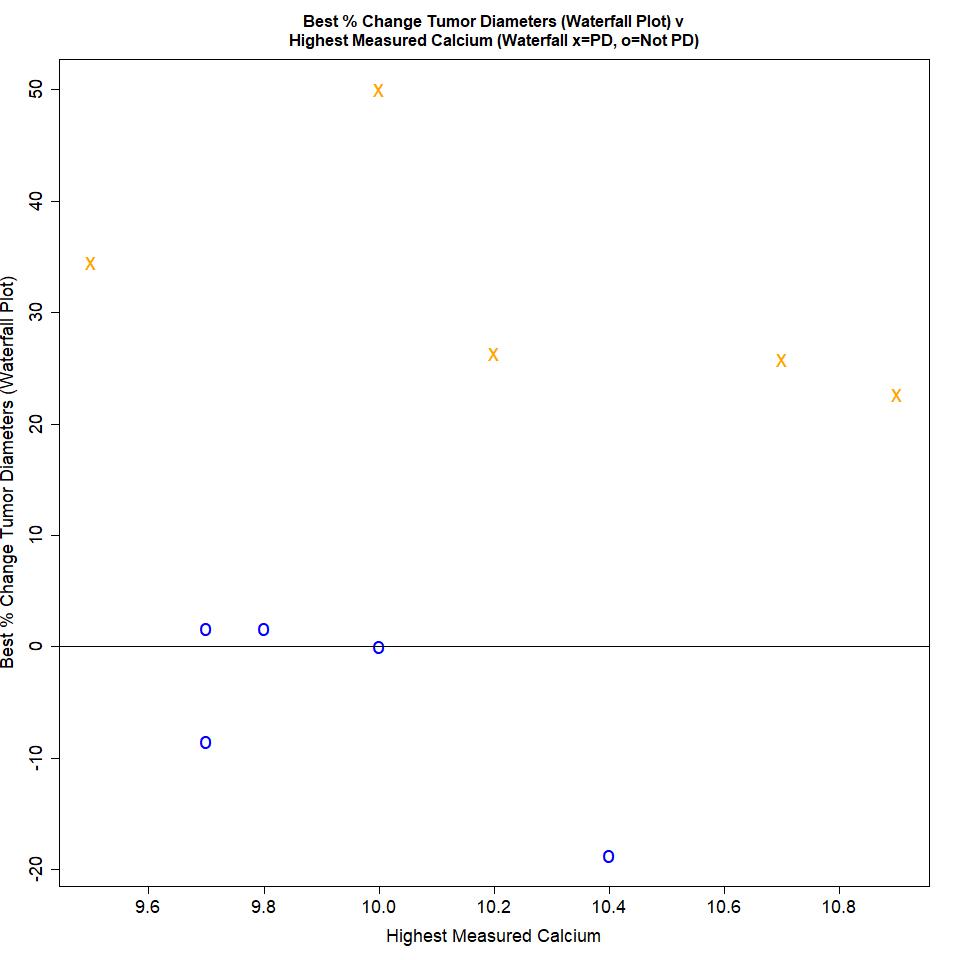 Best % Change Tumor Diameters (Waterfall Plot) v
Highest Measured Calcium (Waterfall x=PD, o=Not PD)
Best % Change Tumor Diameters (Waterfall Plot)
50
40
30
20
10
0
-10
-20
x
x
x
x
x
o
o
o
o
o
9.6
9.8
10.0
10.2
10.4
10.6
10.8
Highest Measured Calcium